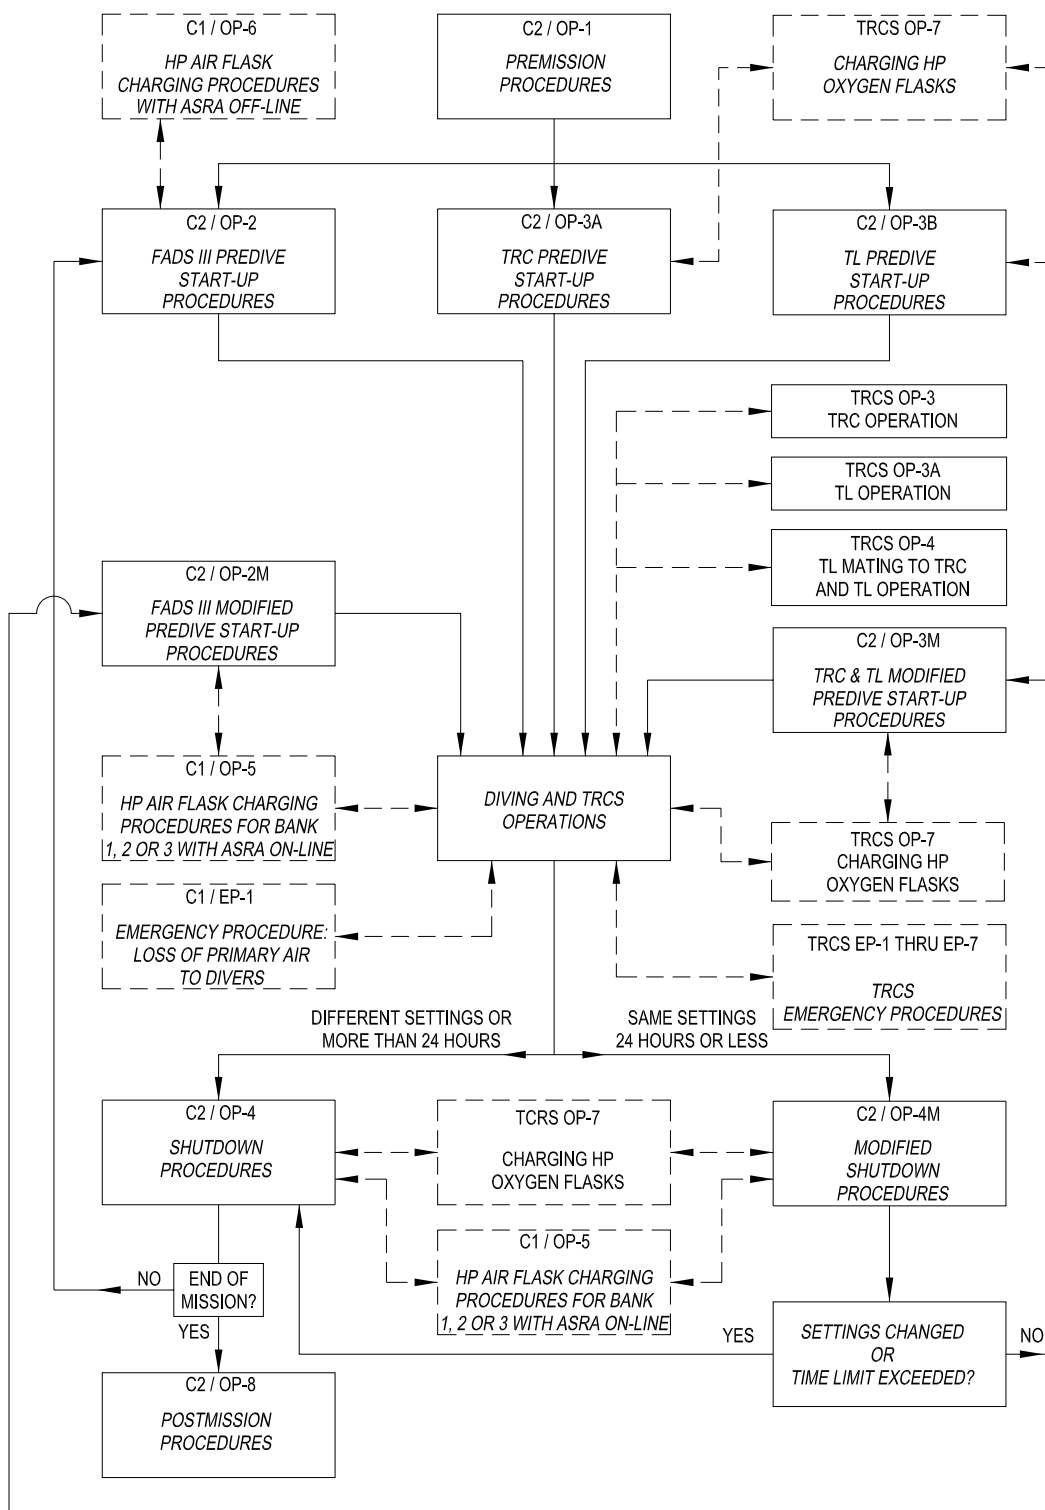 C1 / OP-6
HP AIR FLASK
CHARGING PROCEDURES
WITH ASRA OFF-LINE
C2 / OP-1
PREMISSION
PROCEDURES
TRCS OP-7
CHARGING HP
OXYGEN FLASKS
C2 / OP-2
FADS III PREDIVE
START-UP
PROCEDURES
C2 / OP-3A
TRC PREDIVE
START-UP
PROCEDURES
C2 / OP-3B
TL PREDIVE
START-UP
PROCEDURES
TRCS OP-3
TRC OPERATION
TRCS OP-3A
TL OPERATION
TRCS OP-4
TL MATING TO TRC
AND TL OPERATION
C2 / OP-2M
FADS III MODIFIED
PREDIVE START-UP
PROCEDURES
C2 / OP-3M
TRC & TL MODIFIED
PREDIVE START-UP
PROCEDURES
C1 / OP-5
HP AIR FLASK CHARGING
PROCEDURES FOR BANK
1, 2 OR 3 WITH ASRA ON-LINE
DIVING AND TRCS
OPERATIONS
TRCS OP-7
CHARGING HP
OXYGEN FLASKS
C1 / EP-1
EMERGENCY PROCEDURE:
LOSS OF PRIMARY AIR
TO DIVERS
TRCS EP-1 THRU EP-7
TRCS
EMERGENCY PROCEDURES
DIFFERENT SETTINGS OR
MORE THAN 24 HOURS
SAME SETTINGS
24 HOURS OR LESS
C2 / OP-4
SHUTDOWN
PROCEDURES
TCRS OP-7
CHARGING HP
OXYGEN FLASKS
C2 / OP-4M
MODIFIED
SHUTDOWN
PROCEDURES
C1 / OP-5
HP AIR FLASK CHARGING
PROCEDURES FOR BANK
1, 2 OR 3 WITH ASRA ON-LINE
NO
END OF
MISSION?
YES
YES
SETTINGS CHANGED
OR
TIME LIMIT EXCEEDED?
NO
C2 / OP-8
POSTMISSION
PROCEDURES